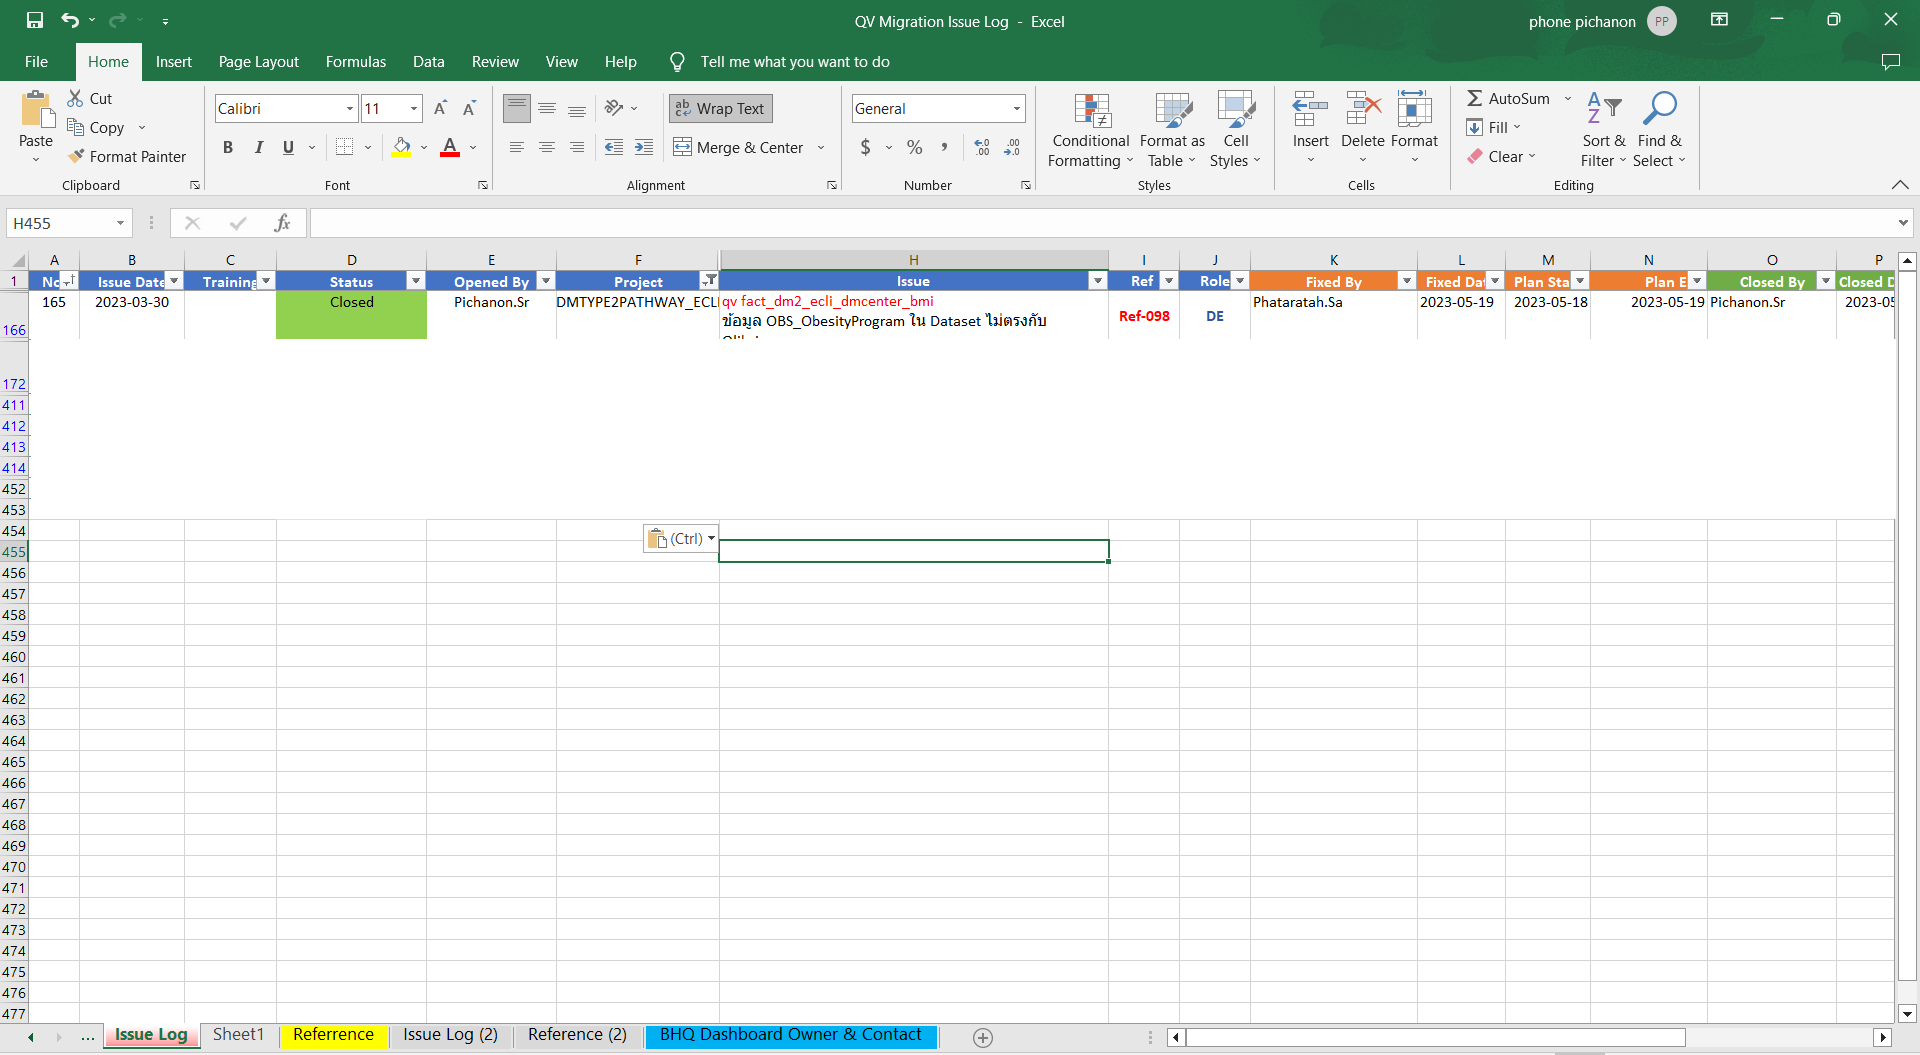 QV Migration Issue Log - Excel
phone pichanon
PP
File
Home
Insert
Page Layout
Formulas
Data
Review
View
Help
Tell me what you want to do
Paste
Cut
Copy
Format Painter
Clipboard
Calibri
11
Font
Wrap Text
Merge & Center
Alignment
General
Number
Conditional Formatting
Format as Table
Cell Styles
Styles
Insert
Delete
Format
Cells
AutoSum
Fill
Clear
Sort & Filter
Find & Select
Editing
H455
fx
A B C D E F H I J K L M N O P
1 Nc Issue Date Training Status Opened By Project Issue Ref Role Fixed By Fixed Dat Plan Sta Plan E Closed By Closed D
166 165 2023-03-30 Closed Pichanon.Sr DMTYPE2PATHWAY_ECLI qv fact_dm2_ecli_dmcenter_bmi
ข้อมูล OBS_ObesityProgram ใน Dataset ไม่ตรงกับ
Ref-098 DE Phataratah.Sa 2023-05-19 2023-05-18 2023-05-19 Pichanon.Sr 2023-05
172
411
412
413
414
452
453
454
(Ctrl)
455
456
457
458
459
460
461
462
463
464
465
466
467
468
469
470
471
472
473
474
475
476
477
... Issue Log Sheet1 Referrence Issue Log (2) Reference (2) BHQ Dashboard Owner & Contact